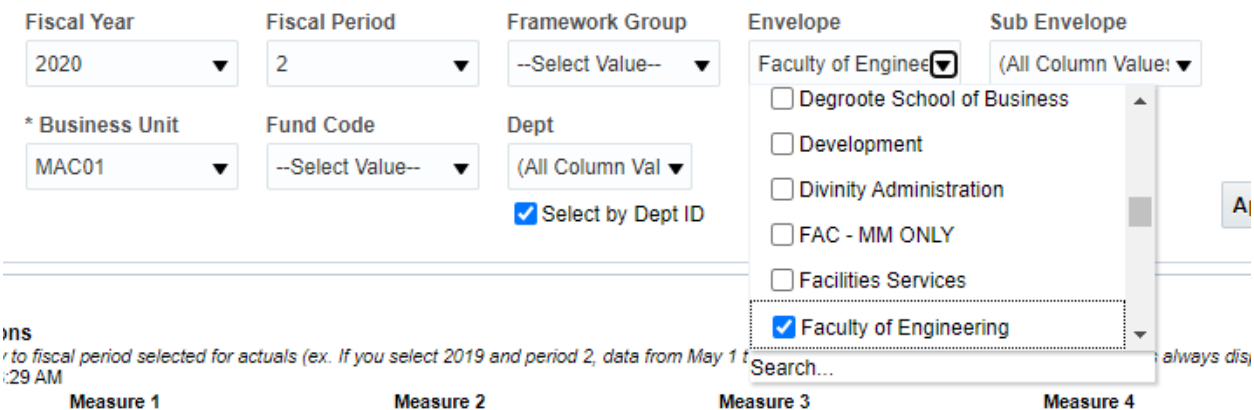 Fiscal Year Fiscal Period Framework Group Envelope Sub Envelope
2020 2 --Select Value-- Faculty of Enginee (All Column Value:
Degroote School of Business
* Business Unit Fund Code Dept
Development
MAC01 --Select Value-- (All Column Val
Divinity Administration
Select by Dept ID
FAC - MM ONLY
Facilities Services
Faculty of Engineering
Search...
ons
to fiscal period selected for actuals (ex. If you select 2019 and period 2, data from May 1 t always disp
:29 AM
Measure 1 Measure 2 Measure 3 Measure 4